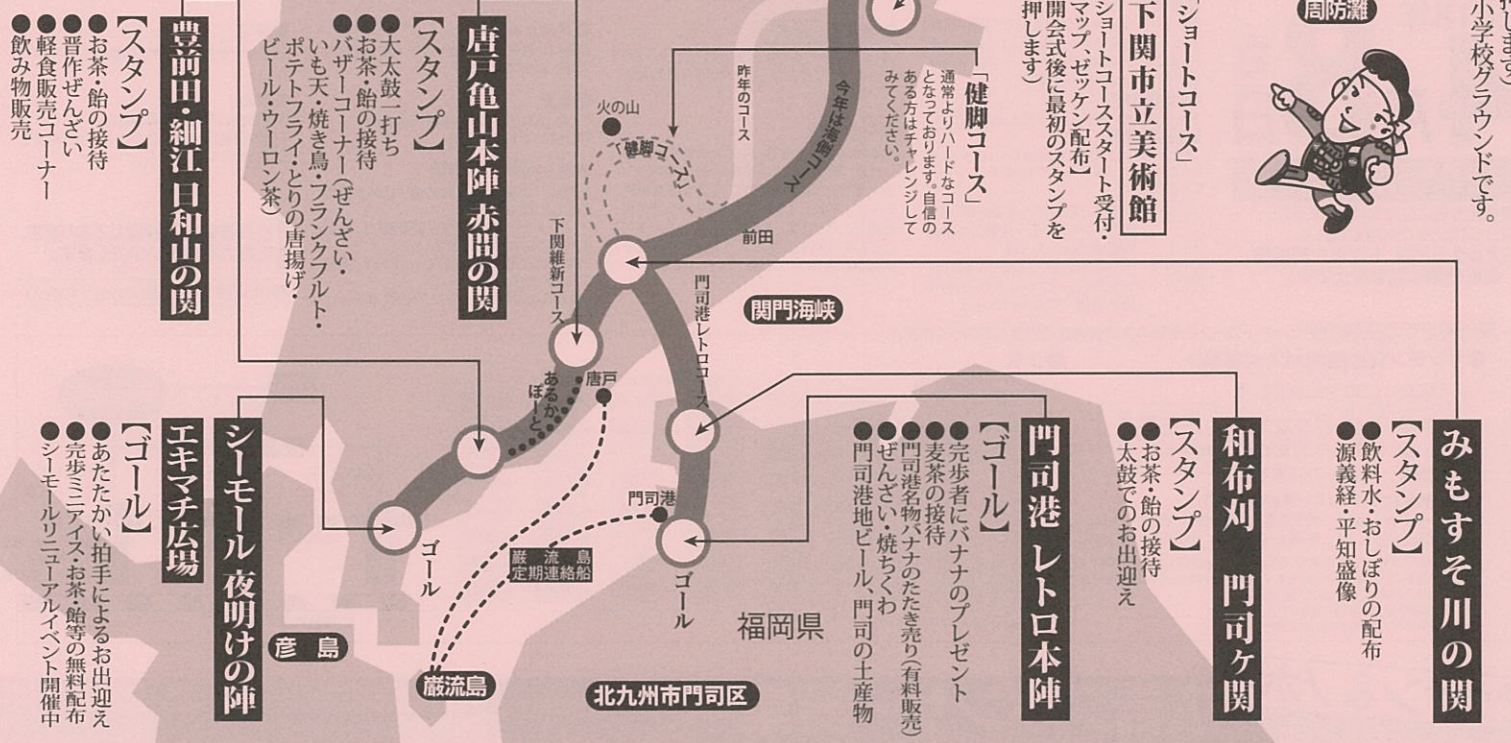 押します)
小学校グラウンドです。
周防灘
「ショートコース」
下関市立美術館
ショートコーススタート受付・
マップ、ゼッケン配布】
開会式後に最初のスタンプを
押します)
「健脚コース」
通常よりハードなコース
となっております。自信の
ある方はチャレンジして
みてください。
昨年のコース
今年は海側コース
火の山
「健脚コース」
前田
唐戸亀山本陣 赤間の関
【スタンプ】
●大太鼓一打ち
●お茶・飴の接待
●バザーコーナー(ぜんざい・
いも天・焼き鳥・フランクフルト・
ポテトフライ・とりの唐揚げ・
ビール・ウーロン茶)
豊前田・細江 日和山の関
【スタンプ】
●お茶・飴の接待
●晋作ぜんざい
●軽食販売コーナー
●飲み物販売
下関維新コース
門司港レトロコース
関門海峡
唐戸
あるか
ぽーと
門司港
巌流島
定期連絡船
ゴール
ゴール
福岡県
彦島
巌流島
北九州市門司区
みもすそ川の関
【スタンプ】
●飲料水・おしぼりの配布
●源義経・平知盛像
和布刈 門司ヶ関
【スタンプ】
●お茶・飴の接待
●太鼓でのお出迎え
門司港 レトロ本陣
【ゴール】
●完歩者にバナナのプレゼント
●麦茶の接待
●門司港名物バナナのたたき売り(有料販売)
●ぜんざい・焼ちくわ
●門司港地ビール、門司の土産物
シーモール 夜明けの陣
エキマチ広場
【ゴール】
●あたたかい拍手によるお出迎え
●完歩ミニアイス・お茶・飴等の無料配布
●シーモールリニューアルイベント開催中